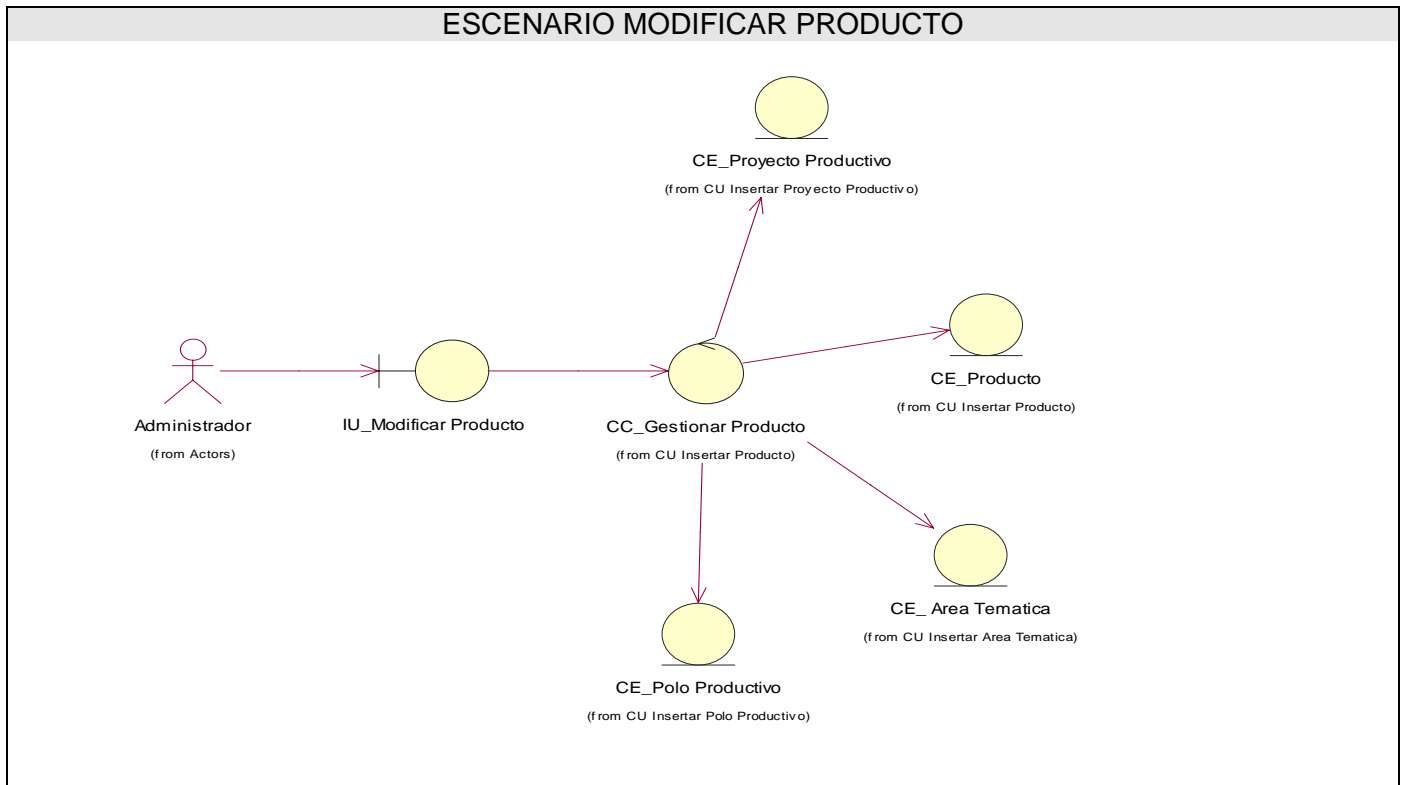 ESCENARIO MODIFICAR PRODUCTO
CE_Proyecto Productivo
(from CU Insertar Proyecto Productivo)
CE_Producto
(from CU Insertar Producto)
Administrador
(from Actors)
IU_Modificar Producto
CC_Gestionar Producto
(from CU Insertar Producto)
CE_ Area Tematica
(from CU Insertar Area Tematica)
CE_Polo Productivo
(from CU Insertar Polo Productivo)